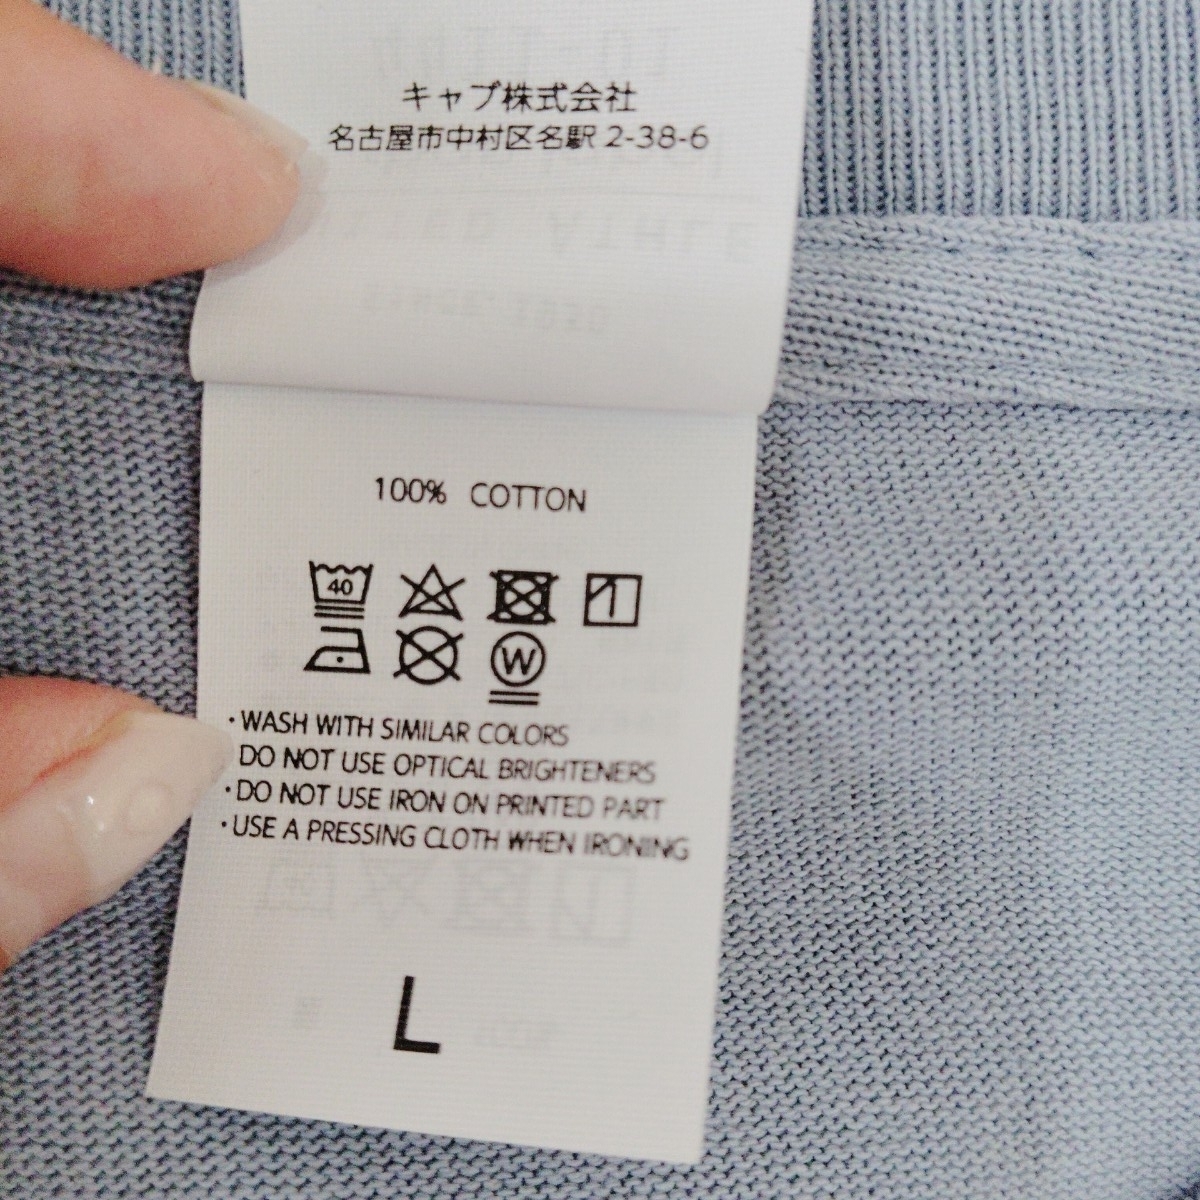 キャブ株式会社
名古屋市中村区名駅 2-38-6
100% COTTON
40
W
・WASH WITH SIMILAR COLORS
DO NOT USE OPTICAL BRIGHTENERS
・DO NOT USE IRON ON PRINTED PART
・USE A PRESSING CLOTH WHEN IRONING
L